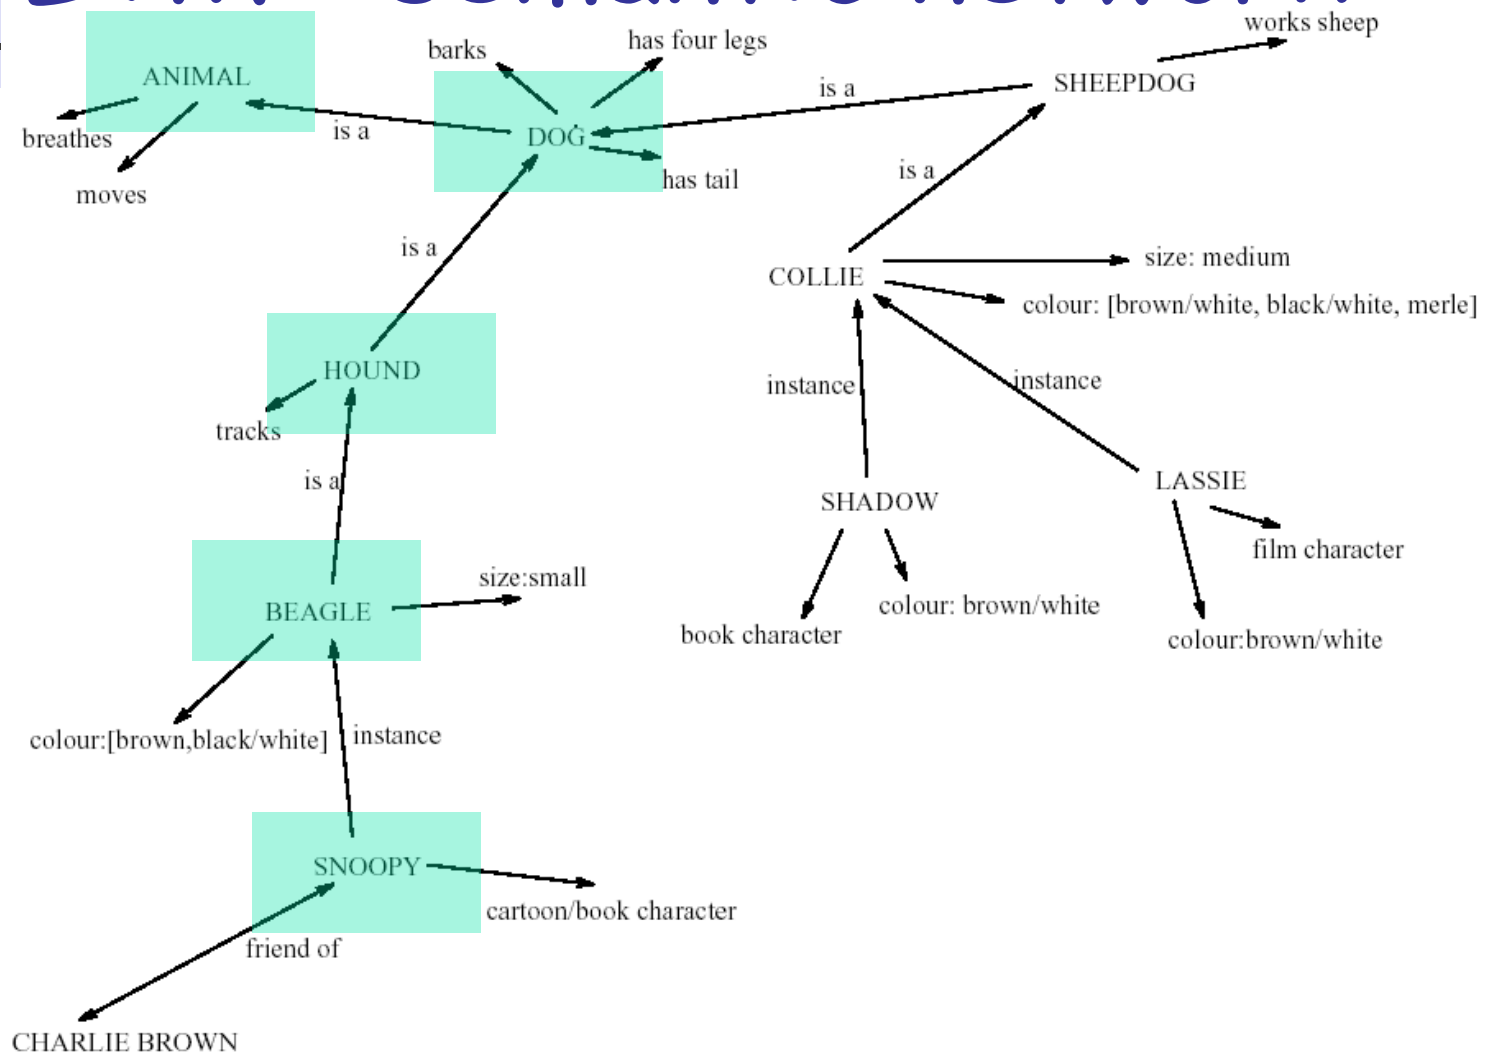 semantic network
works sheep
has four legs
barks
ANIMAL
SHEEPDOG
is a
breathes
is a
DOG
has tail
moves
is a
is a
size: medium
COLLIE
colour: [brown/white, black/white, merle]
HOUND
instance
instance
tracks
is a
LASSIE
SHADOW
film character
size:small
BEAGLE
colour: brown/white
book character
colour:brown/white
colour:[brown,black/white]
instance
SNOOPY
cartoon/book character
friend of
CHARLIE BROWN